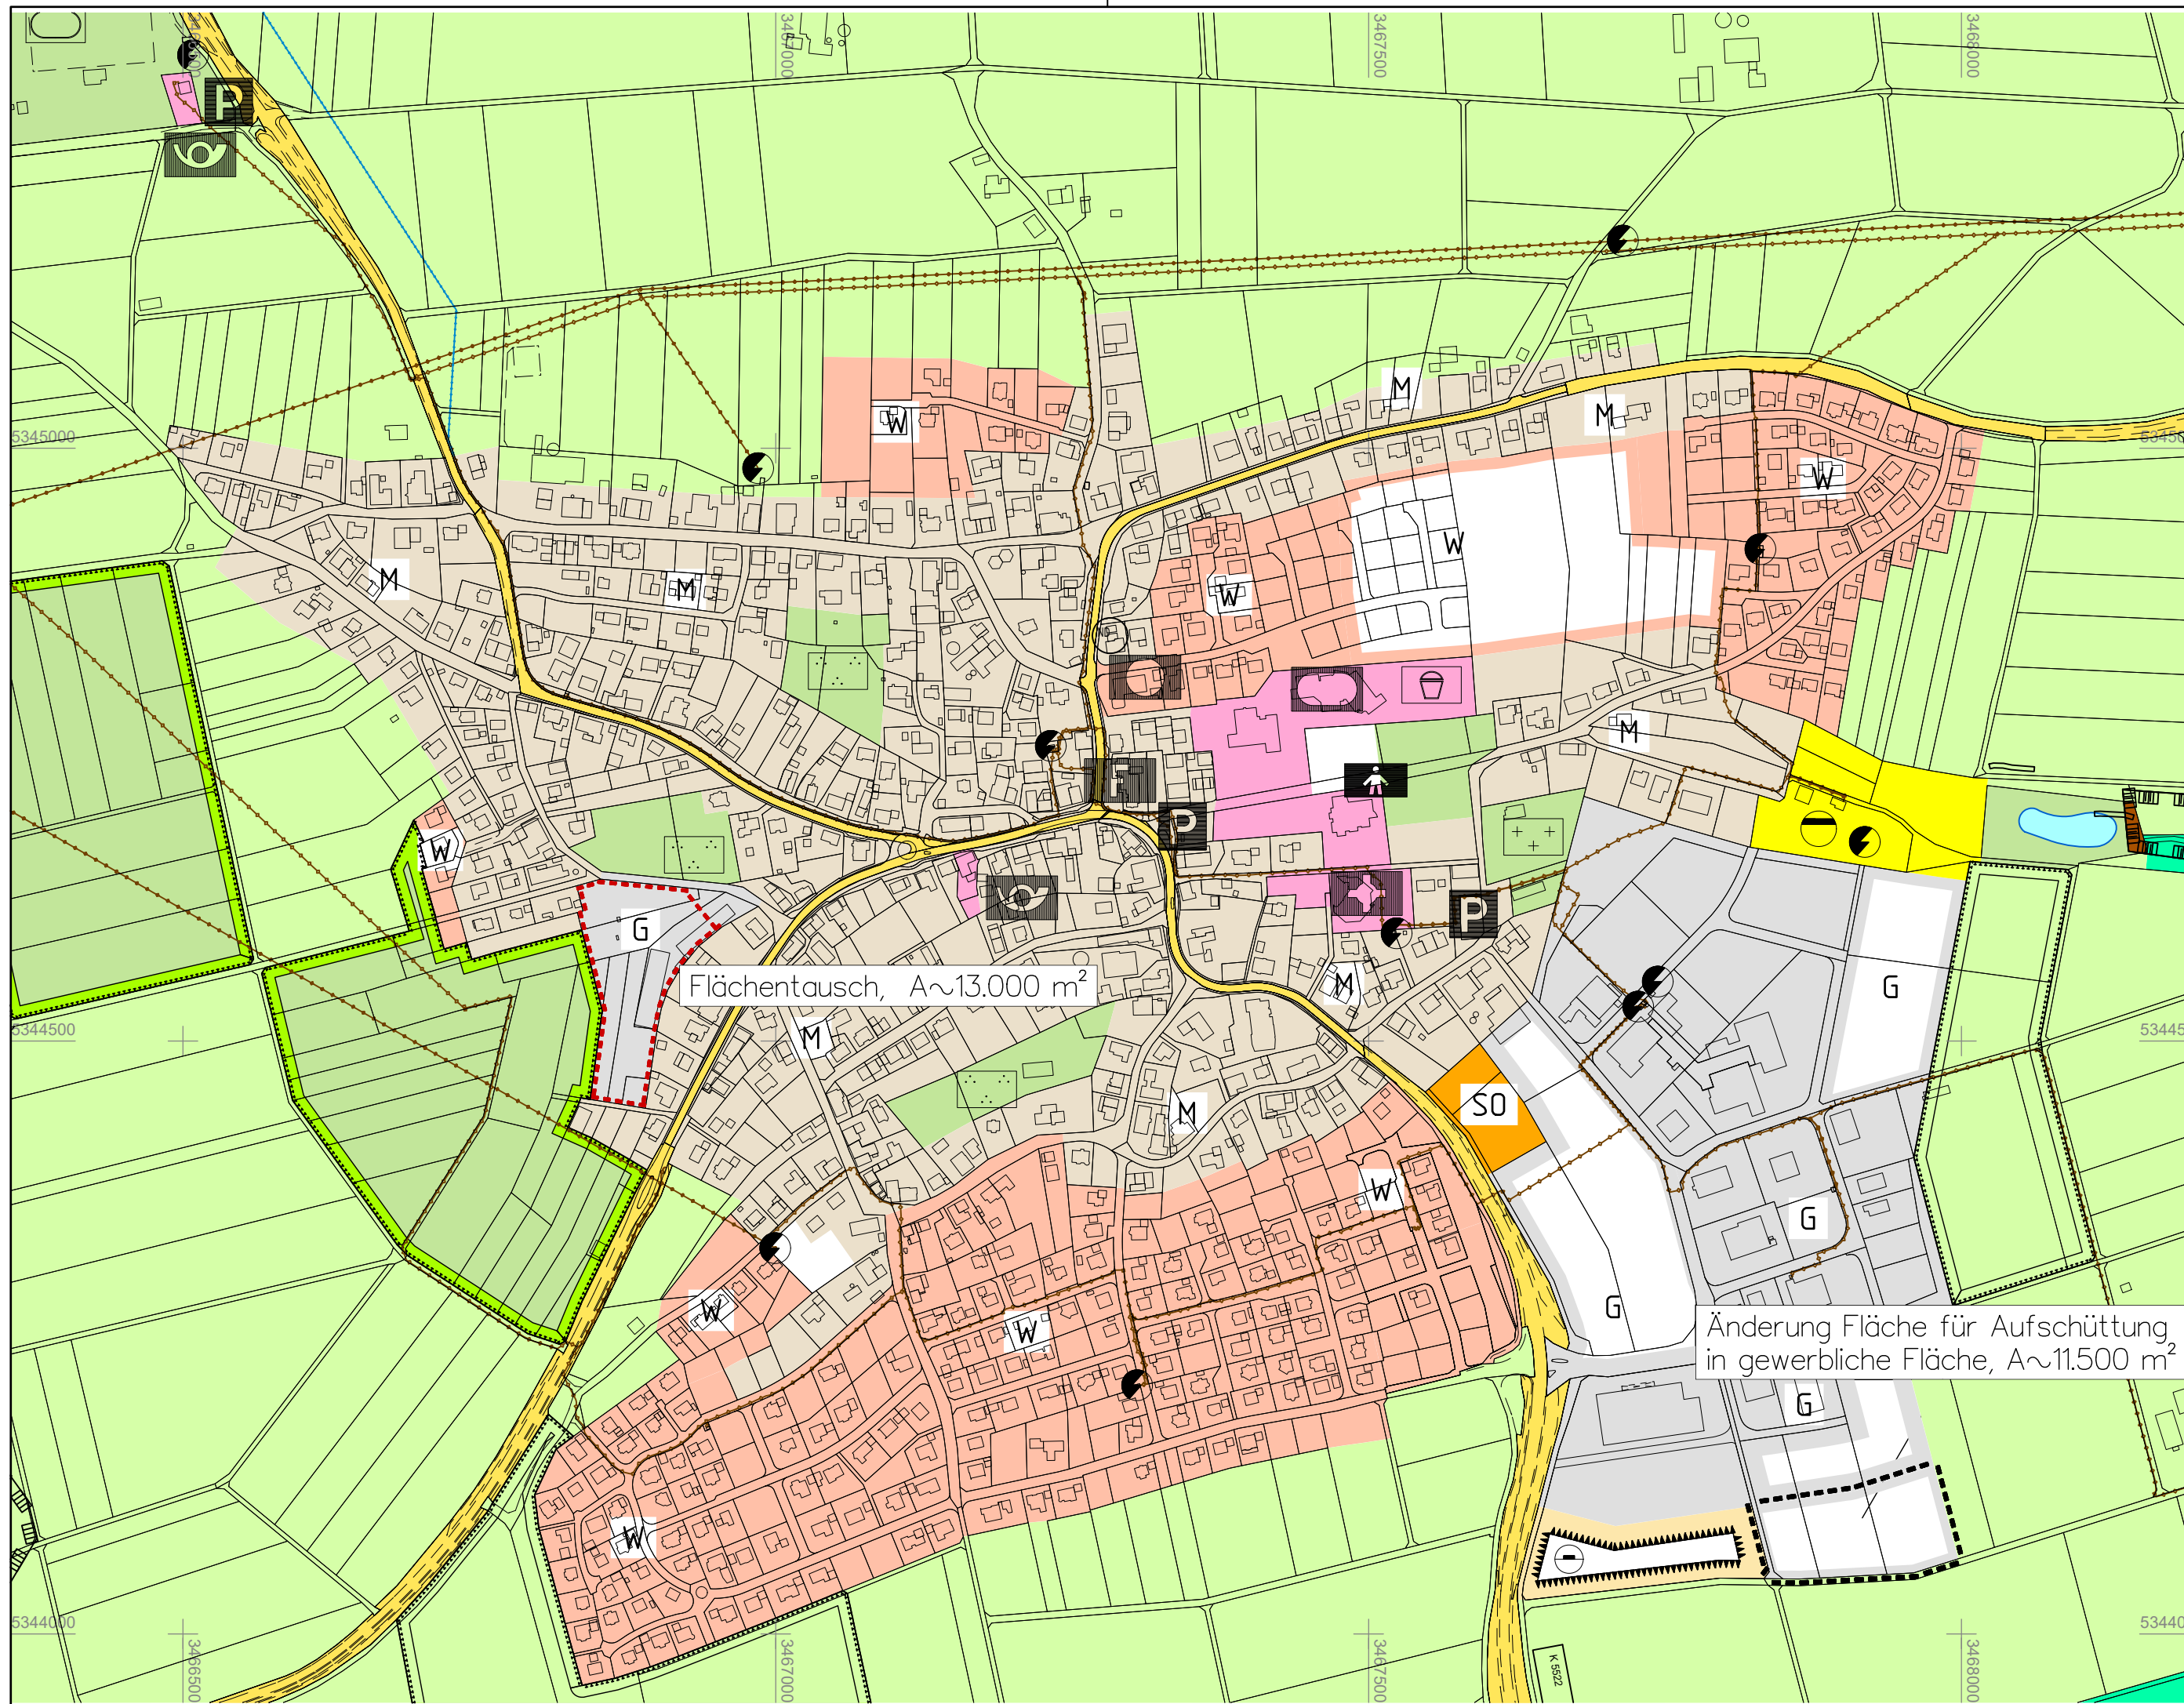 3466500
3467000
3467500
3468000
P
M
M
W
5345000
W
W
M
M
W
M
F
W
P
P
G
G
Flächentausch, A~13.000 m²
M
5344500
M
SO
M
W
G
W
G
W
Änderung Fläche für Aufschüttung
in gewerbliche Fläche, A~11.500 m²
G
W
5344000
3466500
3467000
3467500
K 5522
3468000